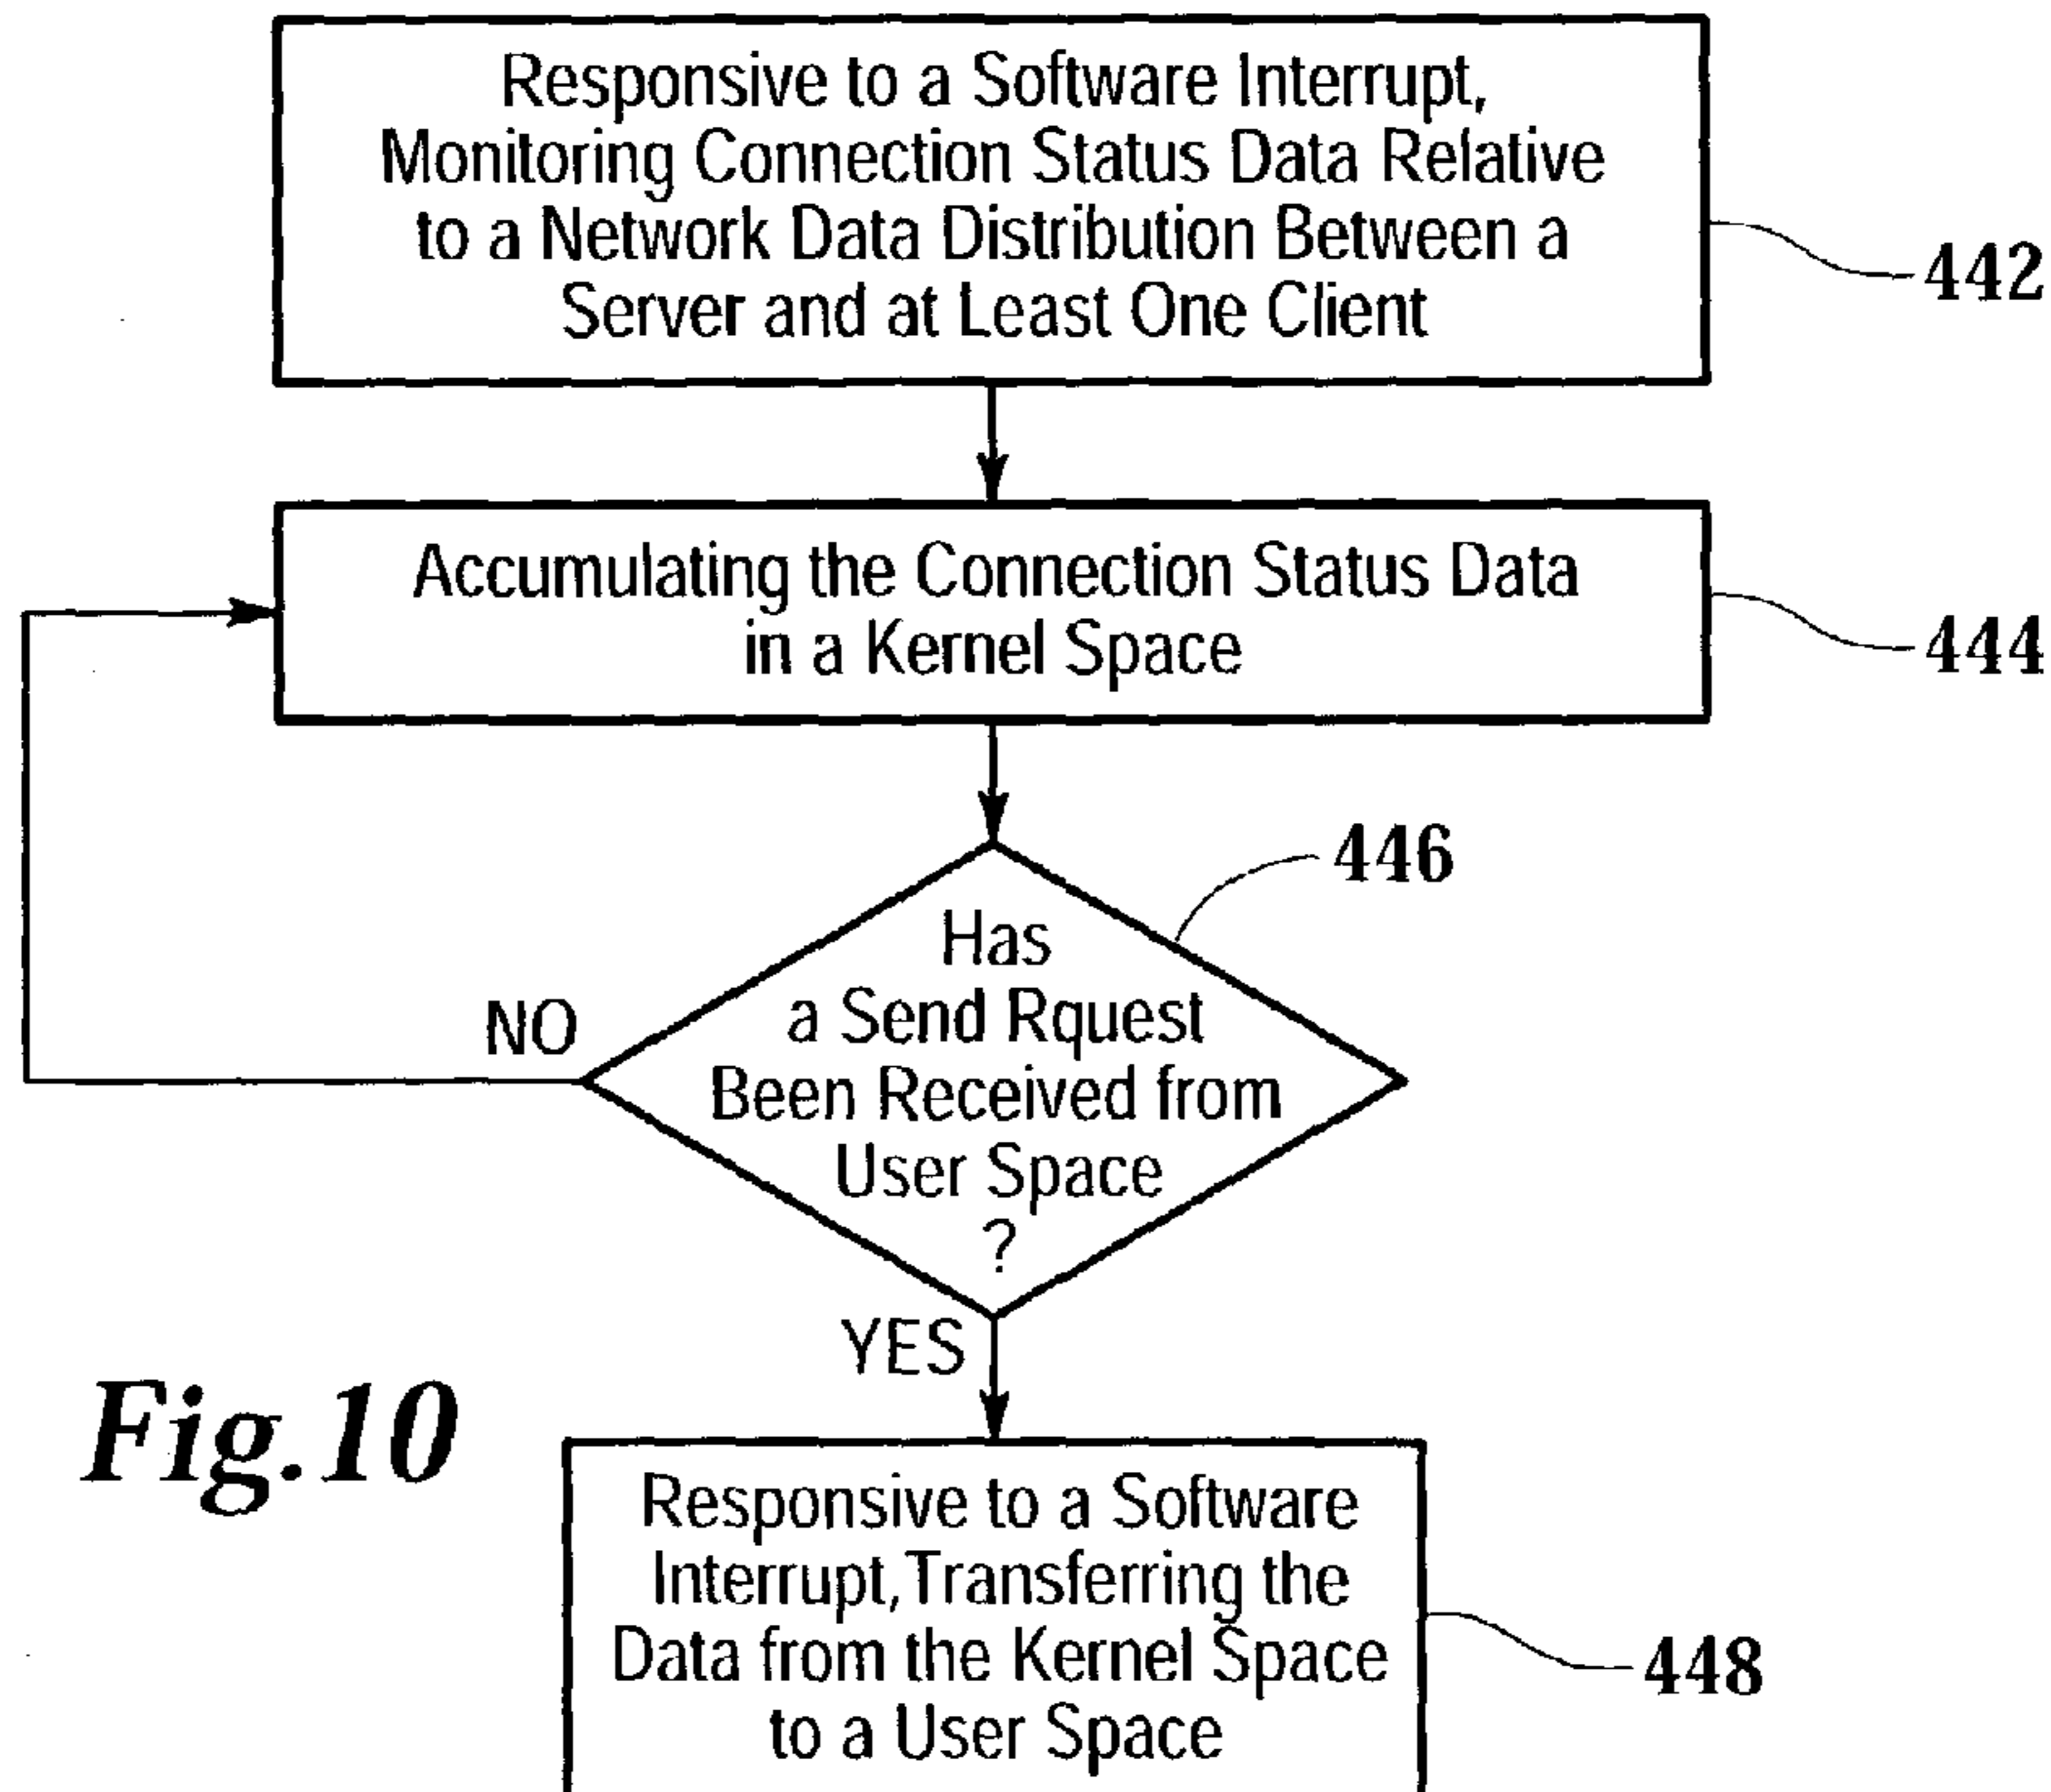 Responsive to a Software Interrupt,
Monitoring Connection Status Data Relative
to a Network Data Distribution Between a
Server and at Least One Client
442
Accumulating the Connection Status Data
in a Kernel Space
444
446
Has
a Send Rquest
Been Received from
User Space
?
NO
YES
Fig.10
Responsive to a Software
Interrupt, Transferring the
Data from the Kernel Space
to a User Space
448